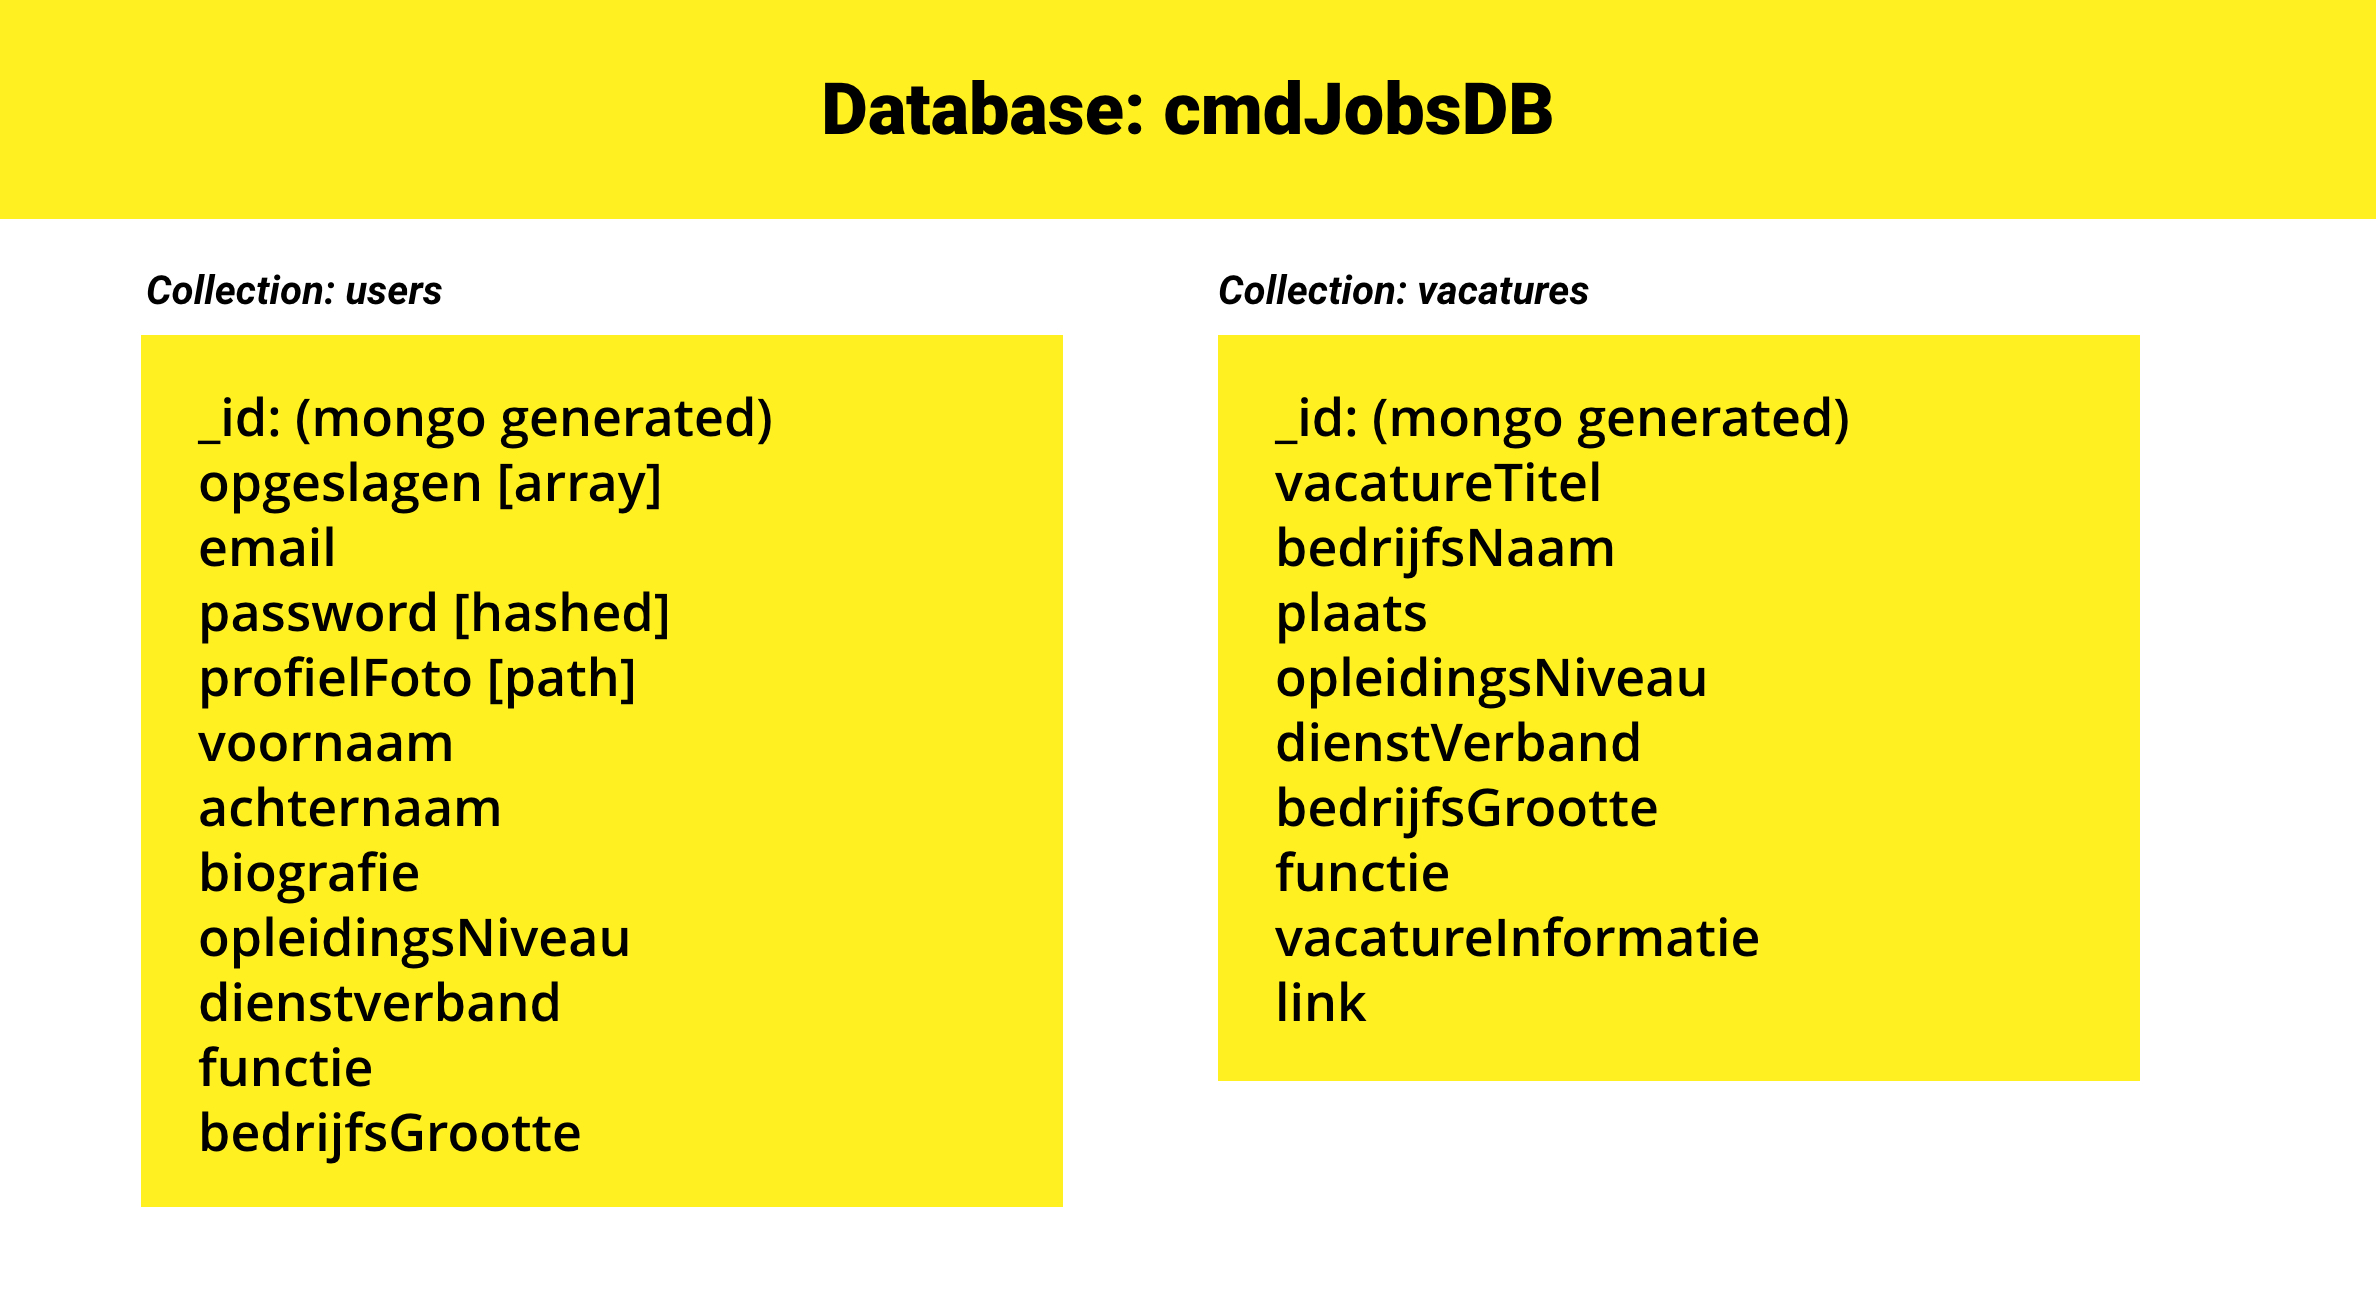 Database: cmdJobsDB
Collection: users
_id: (mongo generated)
opgeslagen [array]
email
password [hashed]
profielFoto [path]
voornaam
achternaam
biografie
opleidingsNiveau
dienstverband
functie
bedrijfsGrootte
Collection: vacatures
_id: (mongo generated)
vacatureTitel
bedrijfsNaam
plaats
opleidingsNiveau
dienstVerband
bedrijfsGrootte
functie
vacatureInformatie
link